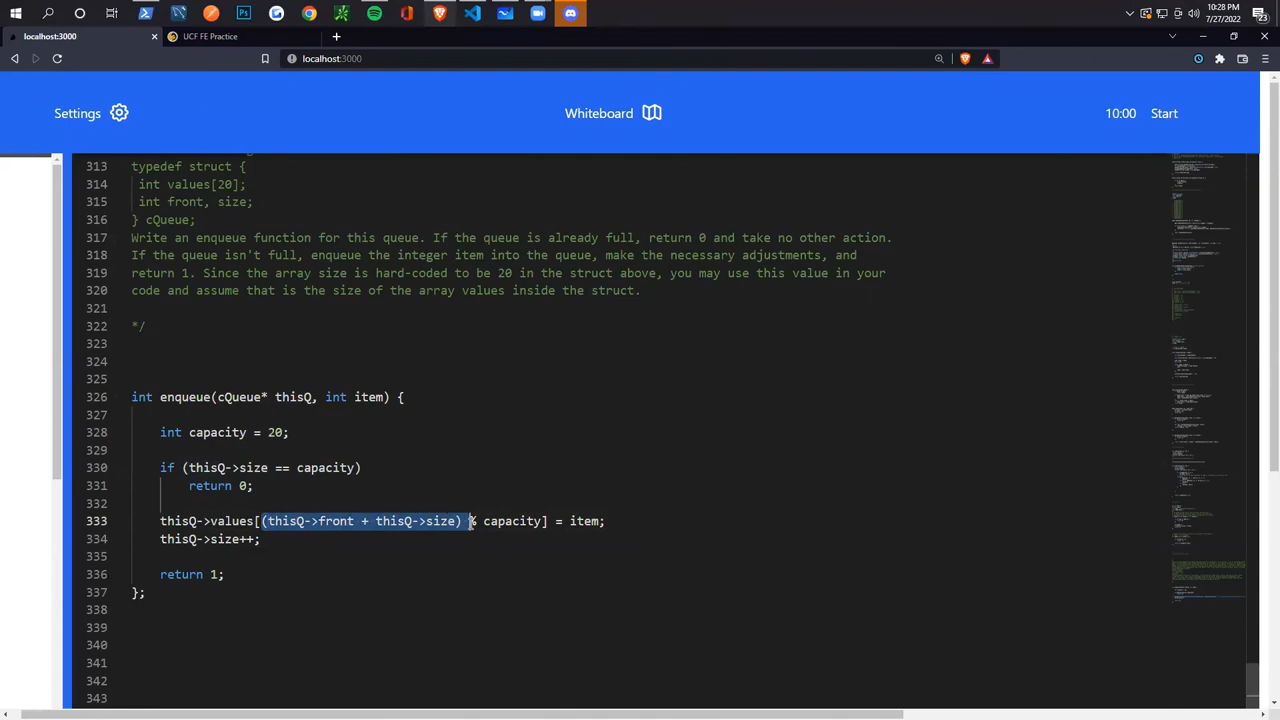 10:28 PM
7/27/2022
23
localhost:3000
UCF FE Practice
localhost:3000
Settings
Whiteboard
10:00 Start
313 typedef struct {
314 int values[20];
315 int front, size;
316 } cQueue;
317 Write an enqueue function for this queue. If the queue is already full, return 0 and take no other action.
318 If the queue isn't full, enqueue the integer item into the queue, make the necessary adjustments, and
319 return 1. Since the array size is hard-coded to be 20 in the struct above, you may use this value in your
320 code and assume that is the size of the array values inside the struct.
321
322 */
323
324
325
326 int enqueue(cQueue* thisQ, int item) {
327
328 int capacity = 20;
329
330 if (thisQ->size == capacity)
331 return 0;
332
333 thisQ->values[(thisQ->front + thisQ->size) % capacity] = item;
334 thisQ->size++;
335
336 return 1;
337 };
338
339
340
341
342
343